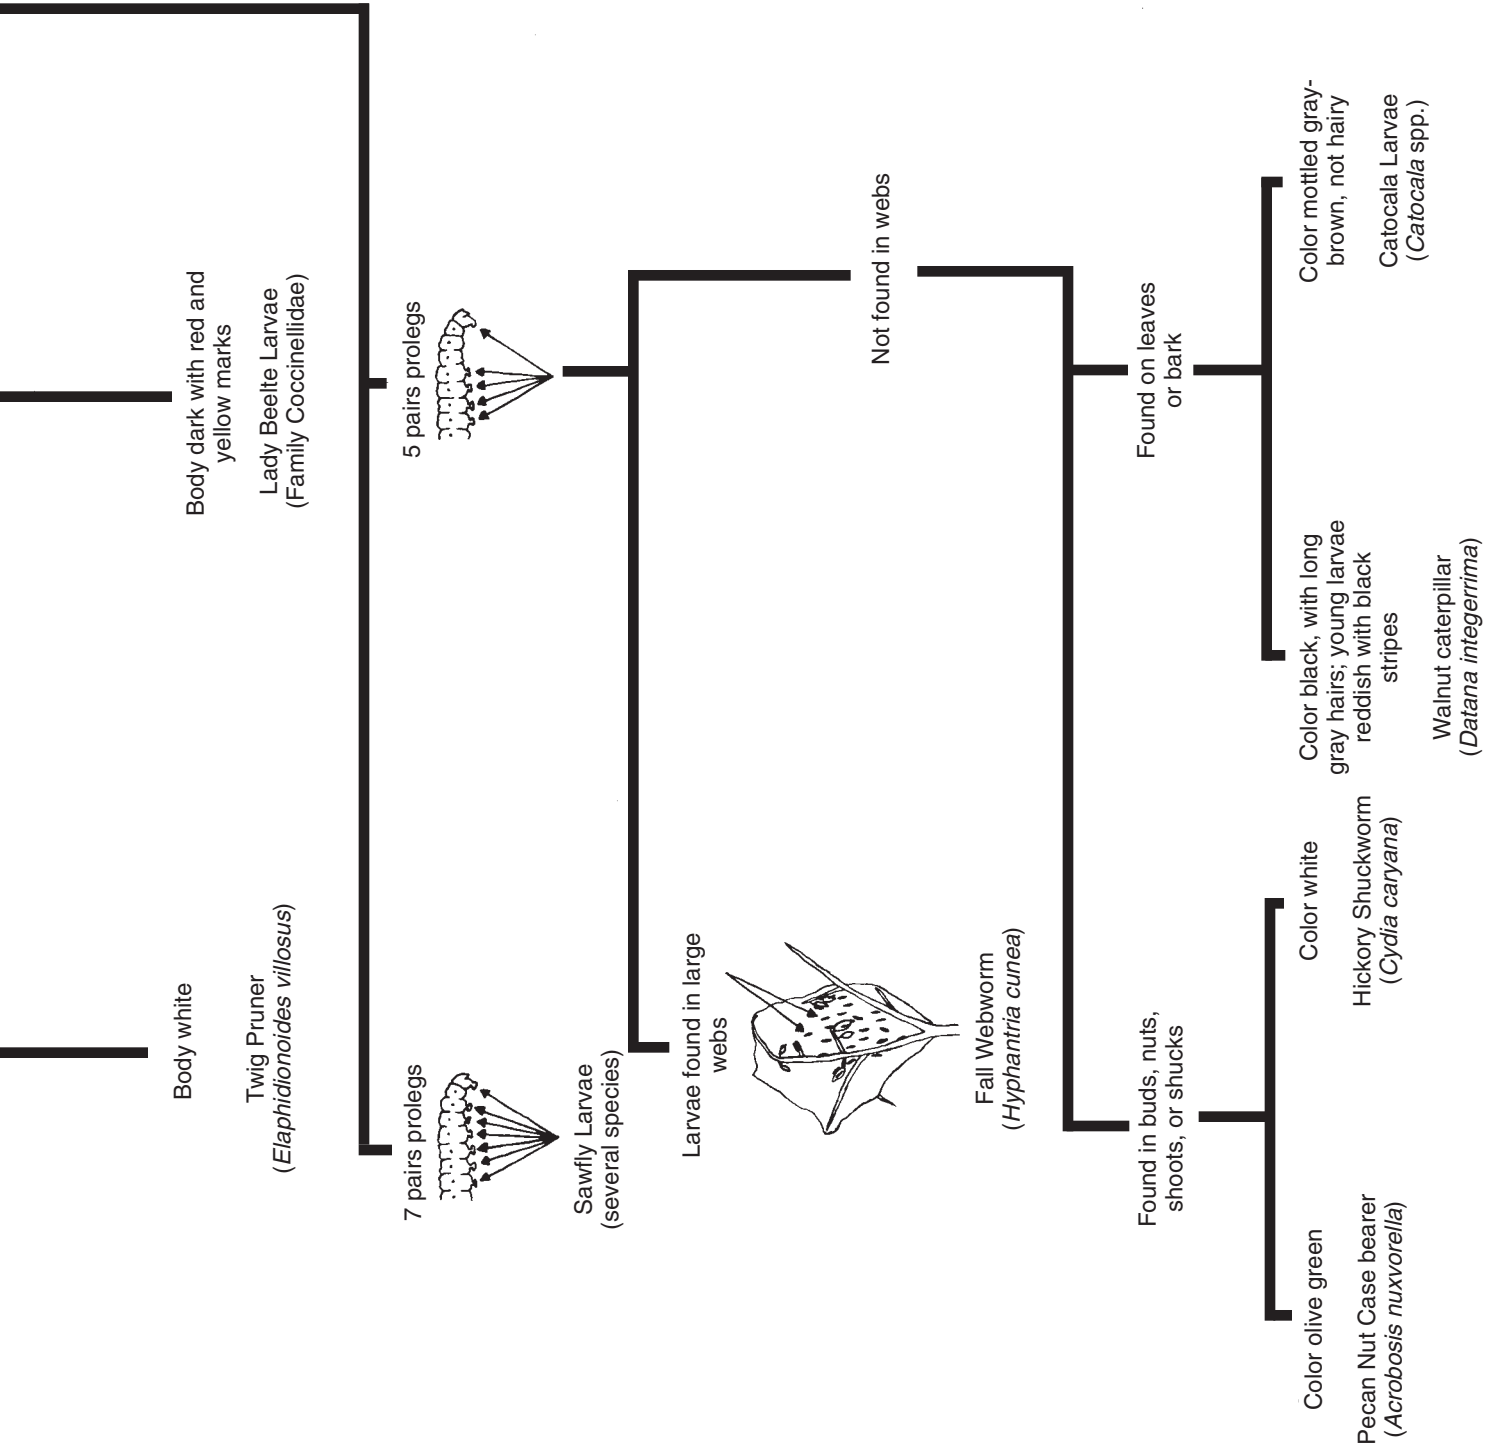 Body white
Twig Pruner
(Elaphidionoides villosus)
Body dark with red and
yellow marks
Lady Beelte Larvae
(Family Coccinellidae)
7 pairs prolegs
Sawfly Larvae
(several species)
5 pairs prolegs
Larvae found in large
webs
Fall Webworm
(Hyphantria cunea)
Not found in webs
Found in buds, nuts,
shoots, or shucks
Found on leaves
or bark
Color olive green
Pecan Nut Case bearer
(Acrobosis nuxvorella)
Color white
Hickory Shuckworm
(Cydia caryana)
Color black, with long
gray hairs; young larvae
reddish with black
stripes
Walnut caterpillar
(Datana integerrima)
Color mottled gray-
brown, not hairy
Catocala Larvae
(Catocala spp.)